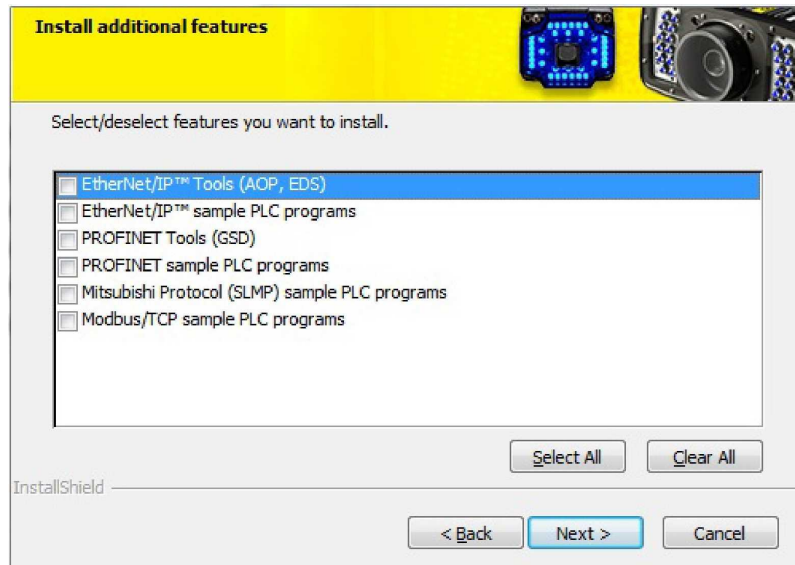 Install additional features
Select/deselect features you want to install.
EtherNet/IP™ Tools (AOP, EDS)
EtherNet/IP™ sample PLC programs
PROFINET Tools (GSD)
PROFINET sample PLC programs
Mitsubishi Protocol (SLMP) sample PLC programs
Modbus/TCP sample PLC programs
Select All Clear All
InstallShield
< Back Next > Cancel